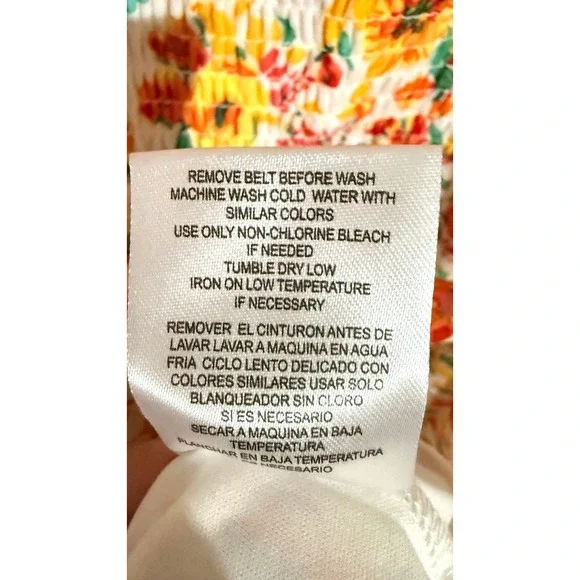 REMOVE BELT BEFORE WASH
MACHINE WASH COLD WATER WITH
SIMILAR COLORS
USE ONLY NON-CHLORINE BLEACH
IF NEEDED
TUMBLE DRY LOW
IRON ON LOW TEMPERATURE
IF NECESSARY
REMOVER EL CINTURON ANTES DE
LAVAR LAVAR A MAQUINA EN AGUA
FRIA CICLO LENTO DELICADO CON
COLORES SIMILARES USAR SOLO
BLANQUEADOR SIN CLORO
SI ES NECESARIO
SECAR A MAQUINA EN BAJA
TEMPERATURA
PLANCHAR EN BAJA TEMPERATURA
NECESARIO